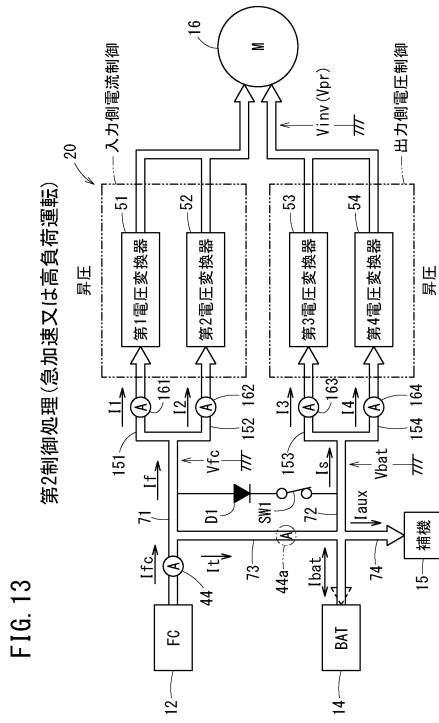 FIG. 13
第2制御処理(急加速又は高負荷運転)
20
16
M
昇圧
入力側電流制御
51
第1電圧変換器
52
第2電圧変換器
Vinv(Vpr)
53
第3電圧変換器
54
第4電圧変換器
出力側電圧制御
昇圧
I1
A
161
151
I2
A
162
152
I3
A
163
153
I4
A
164
154
If
Vfc
71
D1
SW1
Is
72
Vbat
Ifc
A
44
It
73
A
44a
Ibat
Iaux
74
FC
12
BAT
14
補機
15